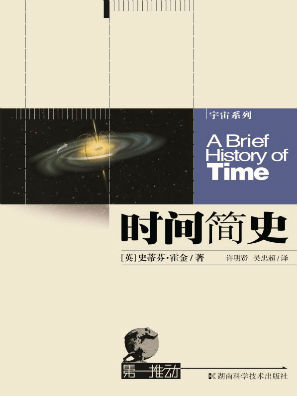 宇宙系列
A Brief
History of
Time
时间简史
[英]史蒂芬·霍金/著
许明贤 吴忠超/译
第一推动
湖南科学技术出版社